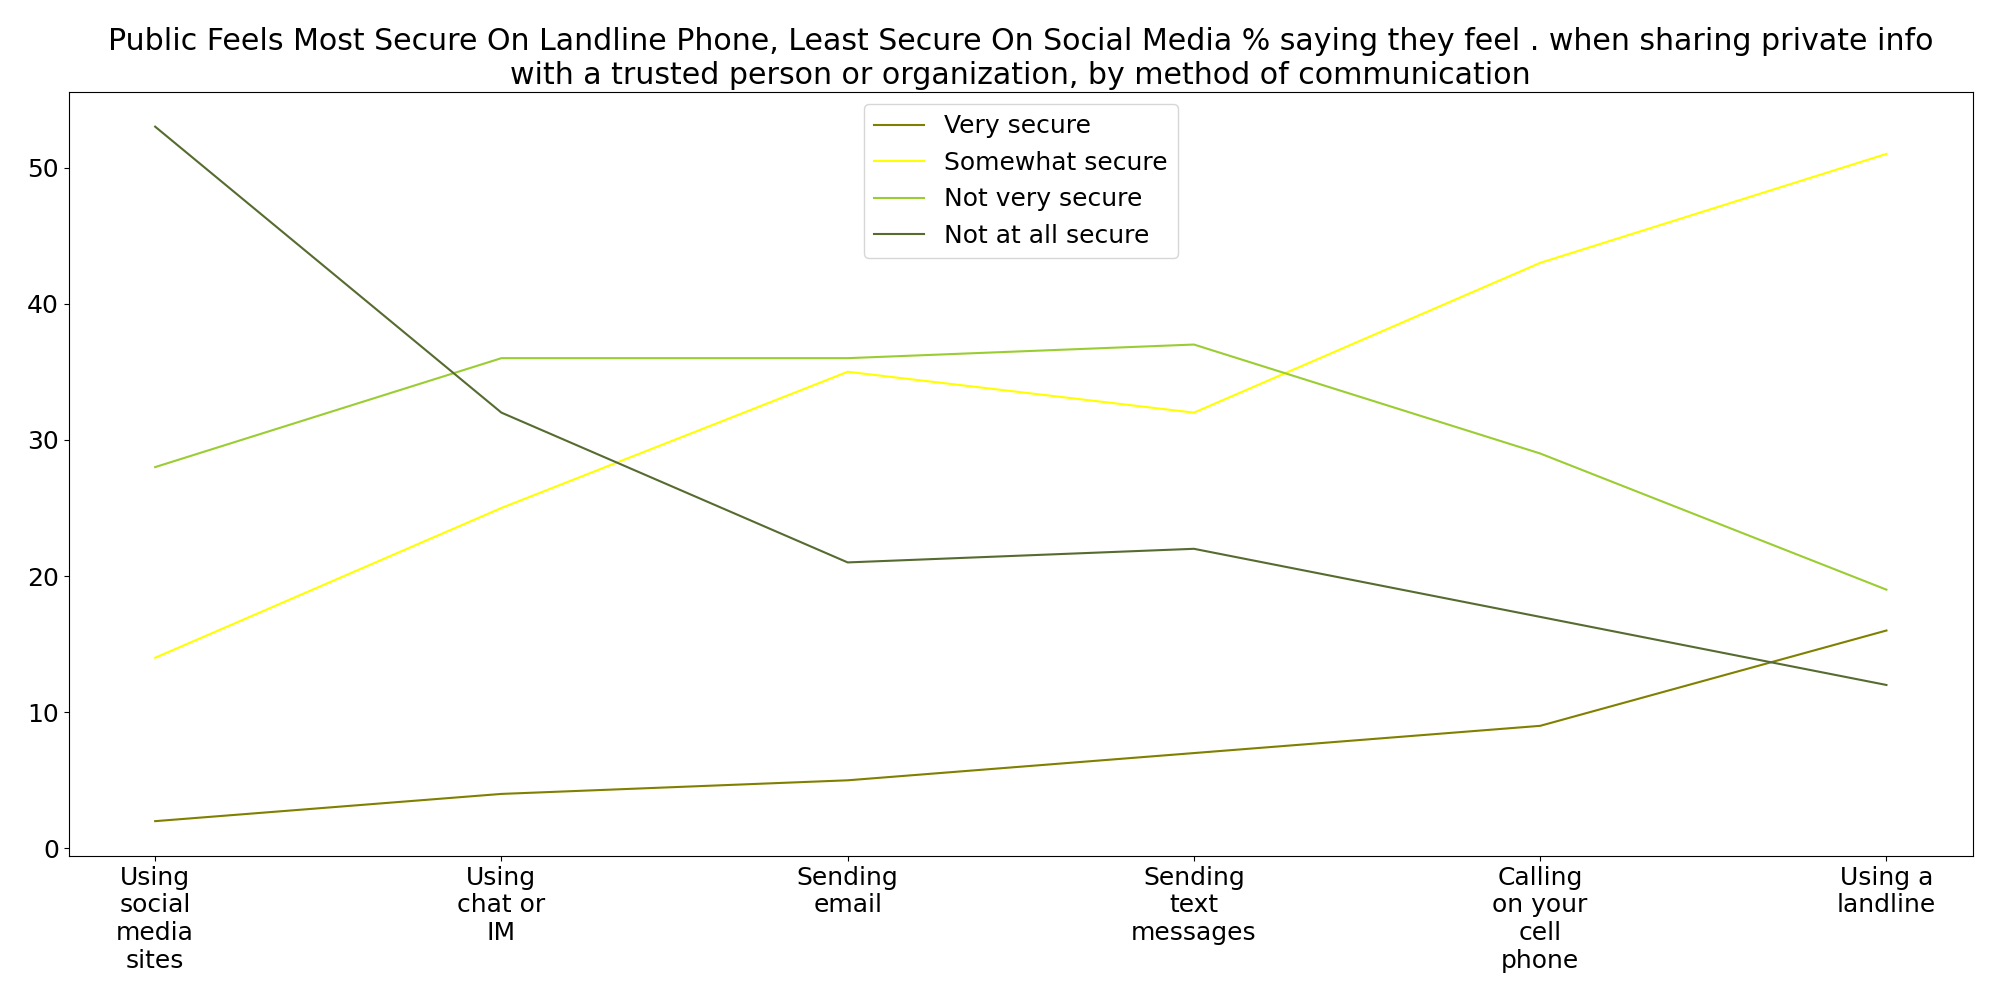 Public Feels Most Secure On Landline Phone, Least Secure On Social Media % saying they feel . when sharing private info
with a trusted person or organization, by method of communication
Very secure
Somewhat secure
Not very secure
Not at all secure
50
40
30
20
10
0
Using
social
media
sites
Using
chat or
IM
Sending
email
Sending
text
messages
Calling
on your
cell
phone
Using a
landline